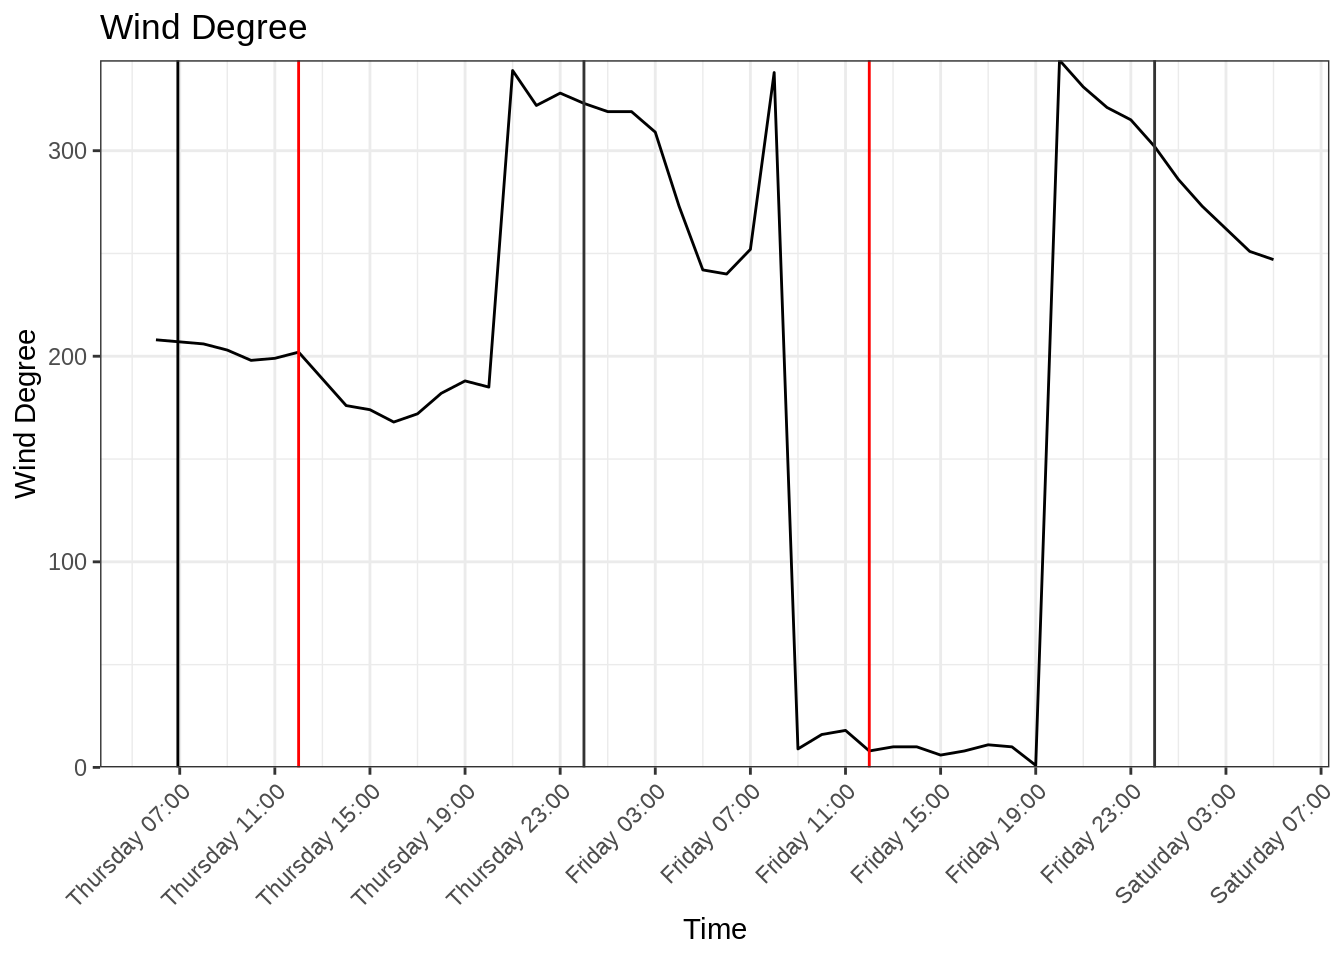 Wind Degree
Wind Degree
300
200
100
0
Thursday 07:00
Thursday 11:00
Thursday 15:00
Thursday 19:00
Thursday 23:00
Friday 03:00
Friday 07:00
Friday 11:00
Friday 15:00
Friday 19:00
Friday 23:00
Saturday 03:00
Saturday 07:00
Time